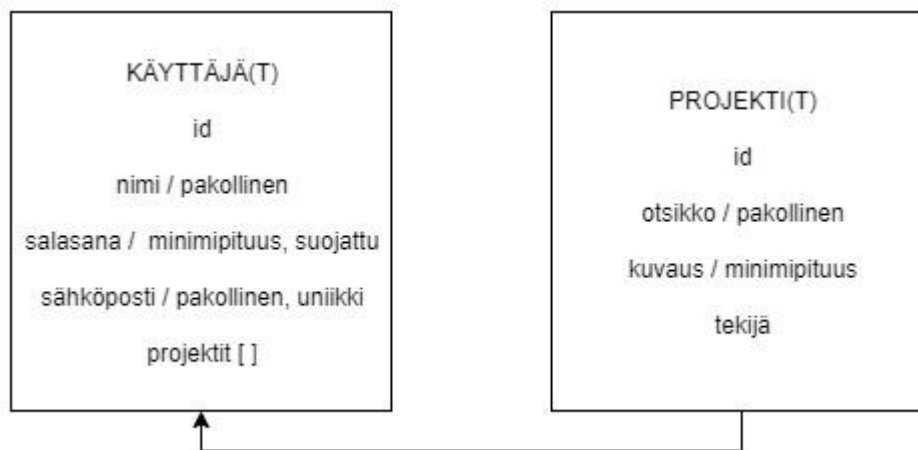 KÄYTTÄJÄ(T)
id
nimi / pakollinen
salasana / minimipituus, suojattu
sähköposti / pakollinen, uniikki
projektit [ ]
PROJEKTI(T)
id
otsikko / pakollinen
kuvaus / minimipituus
tekijä